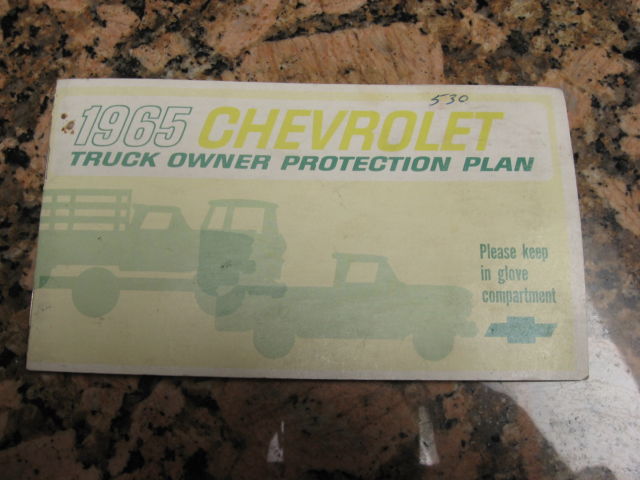 530
1965 CHEVROLET
TRUCK OWNER PROTECTION PLAN
Please keep
in glove
compartment